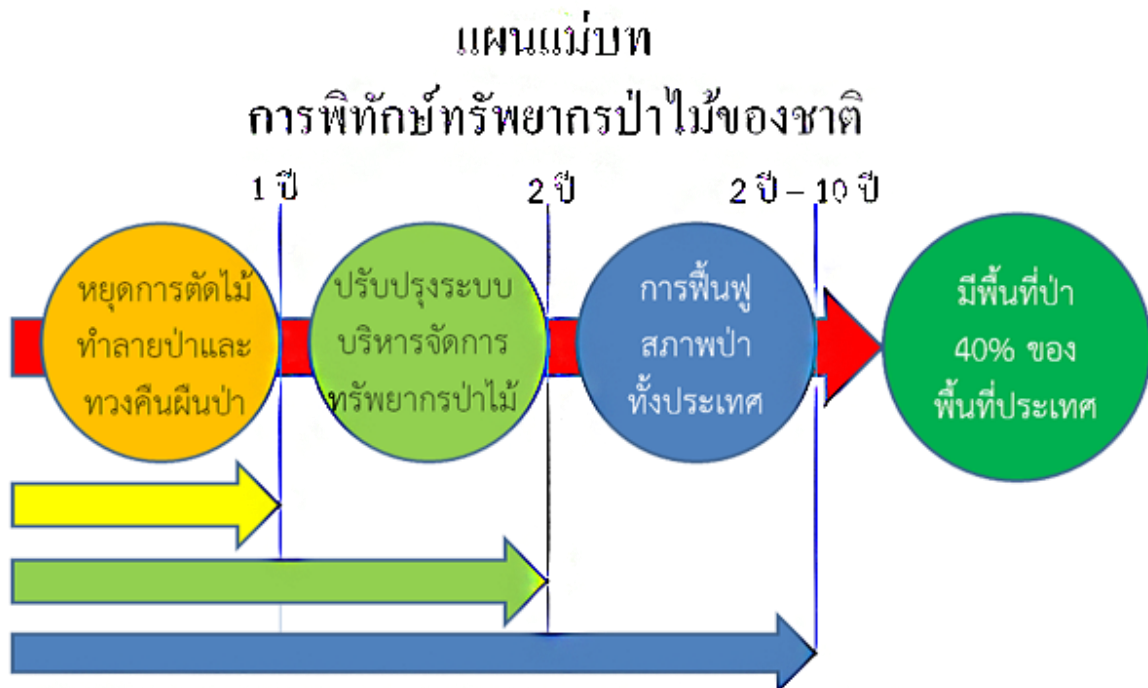 แผนแม่บท
การพิทักษ์ทรัพยากรป่าไม้ของชาติ
1 ปี
2 ปี
2 ปี – 10 ปี
หยุดการตัดไม้
ทำลายป่าและ
ทวงคืนผืนป่า
ปรับปรุงระบบ
บริหารจัดการ
ทรัพยากรป่าไม้
การฟื้นฟู
สภาพป่า
ทั้งประเทศ
มีพื้นที่ป่า
40% ของ
พื้นที่ประเทศ